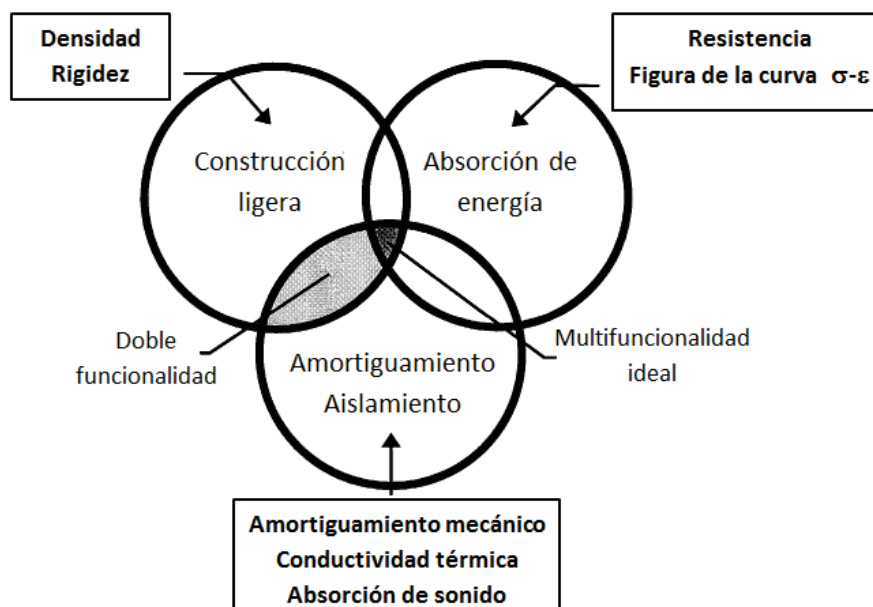 Densidad
Rigidez
Resistencia
Figura de la curva σ-ε
Construcción
ligera
Absorción de
energía
Doble
funcionalidad
Multifuncionalidad
ideal
Amortiguamiento
Aislamiento
Amortiguamiento mecánico
Conductividad térmica
Absorción de sonido